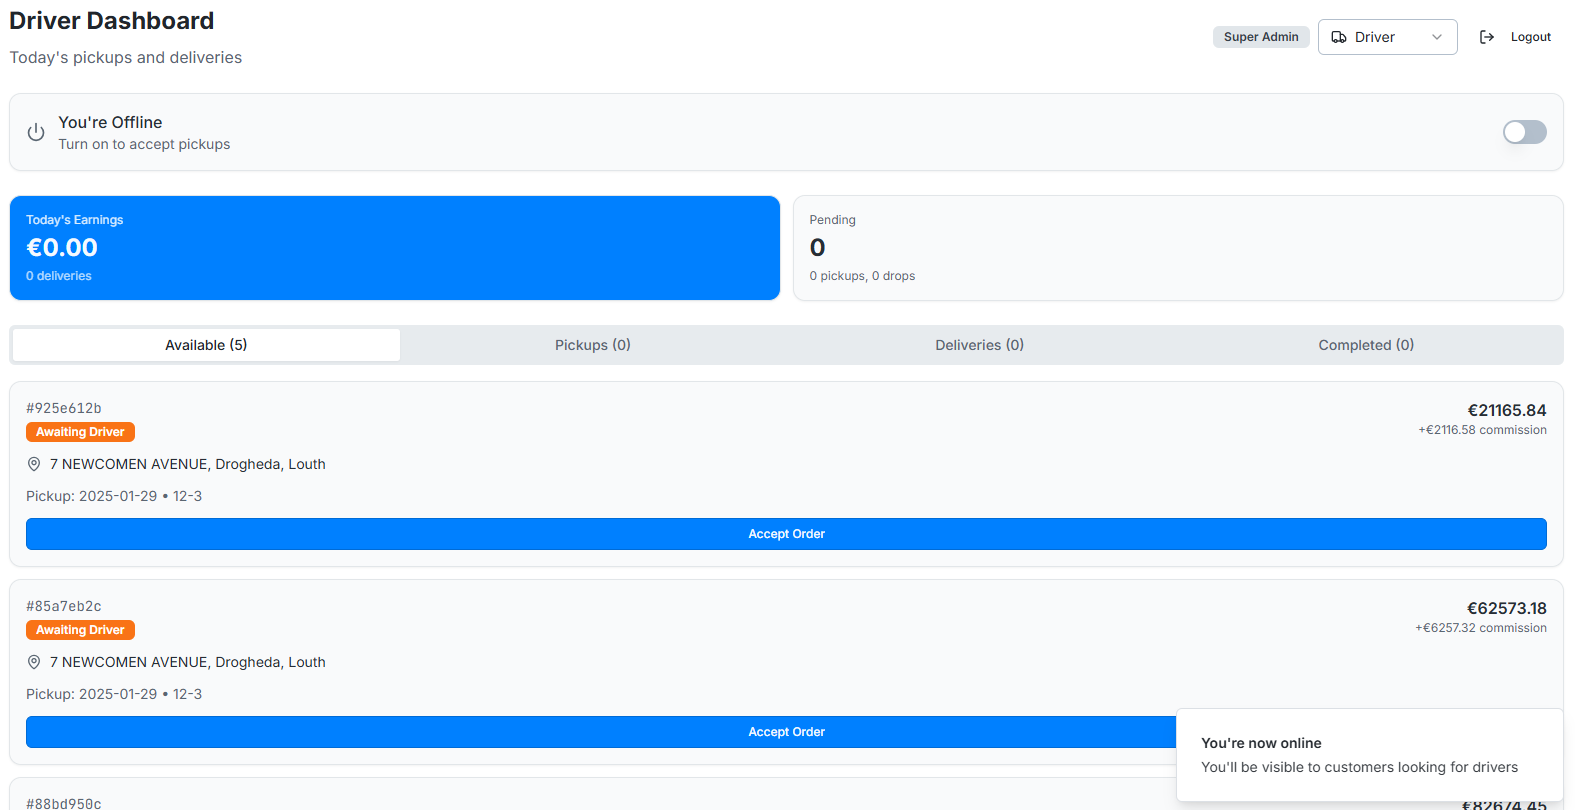 Driver Dashboard
Today's pickups and deliveries
Super Admin
Driver
Logout
You're Offline
Turn on to accept pickups
Today's Earnings
€0.00
0 deliveries
Pending
0
0 pickups, 0 drops
Available (5)
Pickups (0)
Deliveries (0)
Completed (0)
#925e612b
Awaiting Driver
€21165.84
+€2116.58 commission
7 NEWCOMEN AVENUE, Drogheda, Louth
Pickup: 2025-01-29 • 12-3
Accept Order
#85a7eb2c
Awaiting Driver
€62573.18
+€6257.32 commission
7 NEWCOMEN AVENUE, Drogheda, Louth
Pickup: 2025-01-29 • 12-3
Accept Order
You're now online
You'll be visible to customers looking for drivers
#88bd950c
€82674.45